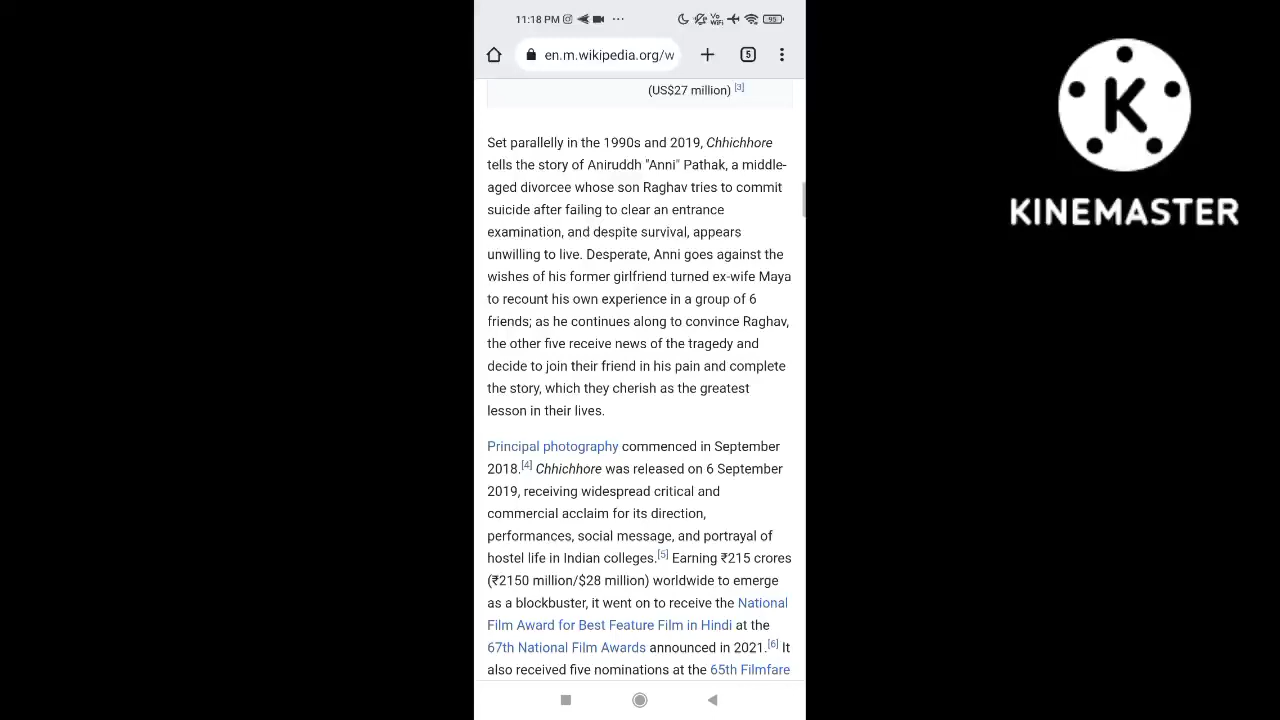 11:18 PM
Vo
WiFi
95
en.m.wikipedia.org/w
5
(US$27 million) [3]
Set parallelly in the 1990s and 2019, Chhichhore
tells the story of Aniruddh "Anni" Pathak, a middle-
aged divorcee whose son Raghav tries to commit
suicide after failing to clear an entrance
examination, and despite survival, appears
unwilling to live. Desperate, Anni goes against the
wishes of his former girlfriend turned ex-wife Maya
to recount his own experience in a group of 6
friends; as he continues along to convince Raghav,
the other five receive news of the tragedy and
decide to join their friend in his pain and complete
the story, which they cherish as the greatest
lesson in their lives.
Principal photography commenced in September
2018.[4] Chhichhore was released on 6 September
2019, receiving widespread critical and
commercial acclaim for its direction,
performances, social message, and portrayal of
hostel life in Indian colleges.[5] Earning ₹215 crores
(₹2150 million/$28 million) worldwide to emerge
as a blockbuster, it went on to receive the National
Film Award for Best Feature Film in Hindi at the
67th National Film Awards announced in 2021.[6] It
also received five nominations at the 65th Filmfare
K
KINEMASTER